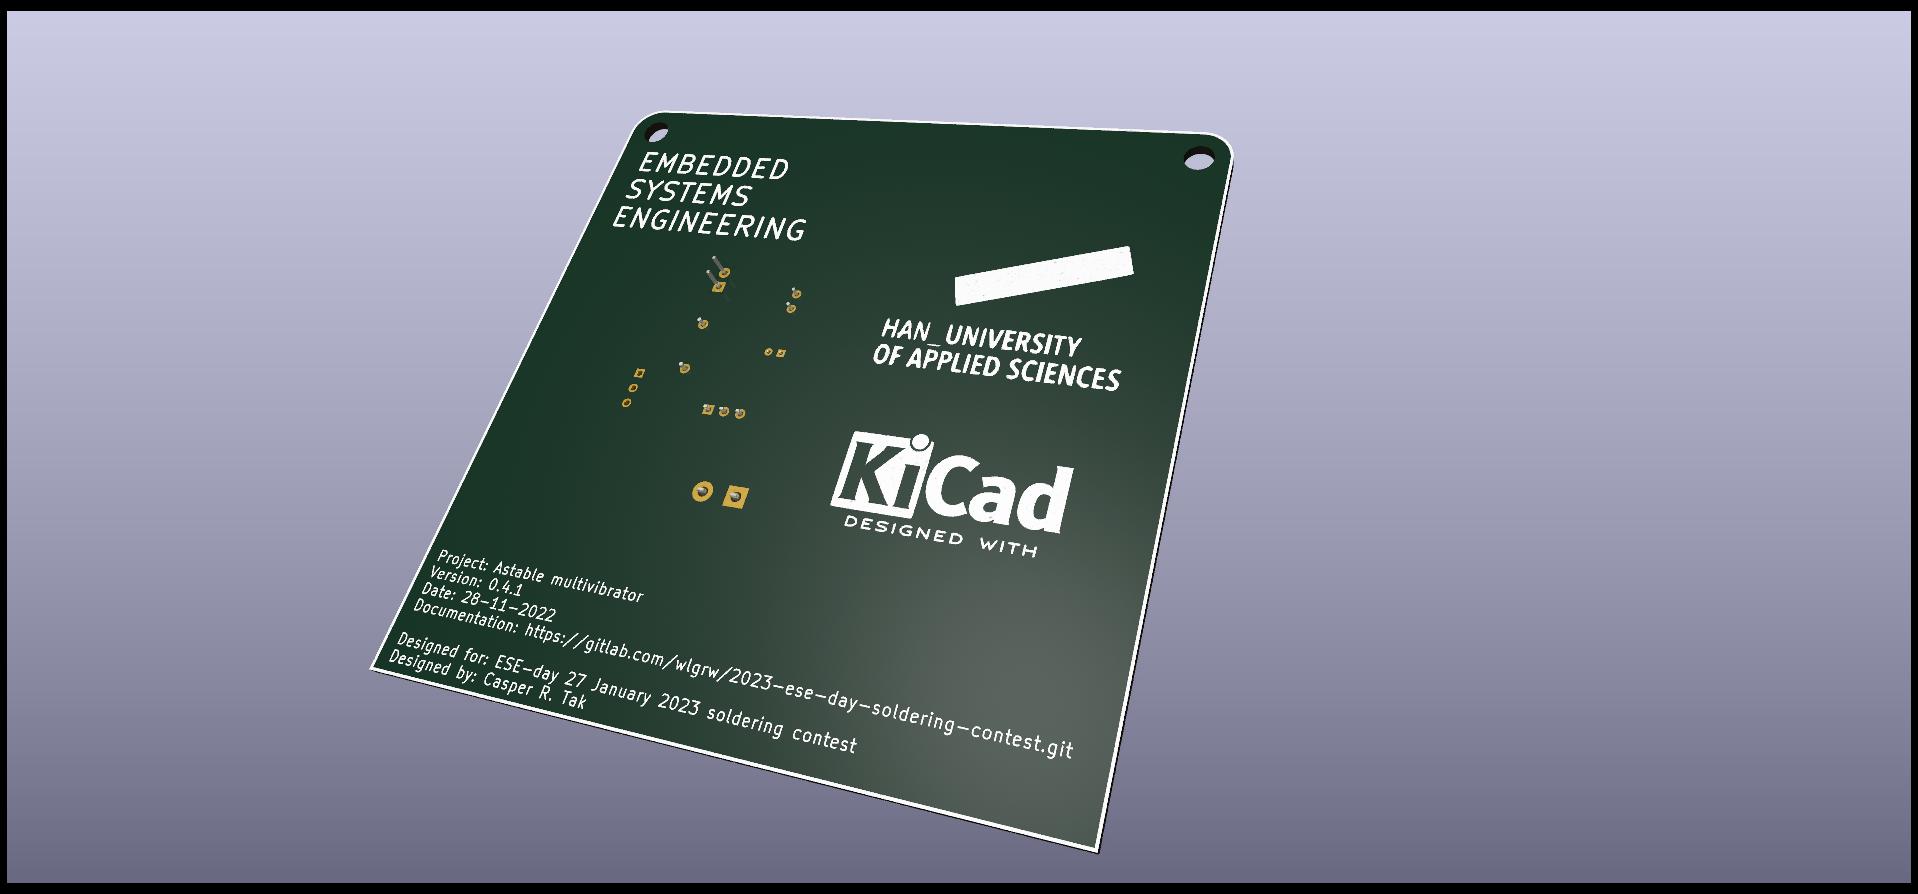 EMBEDDED
SYSTEMS
ENGINEERING
HAN_UNIVERSITY
OF APPLIED SCIENCES
KiCad
DESIGNED WITH
Project: Astable multivibrator
Version: 0.4.1
Date: 28-11-2022
Documentation: https://gitlab.com/wlgrw/2023-ese-day-soldering-contest.git
Designed for: ESE-day 27 January 2023 soldering contest
Designed by: Casper R. Tak